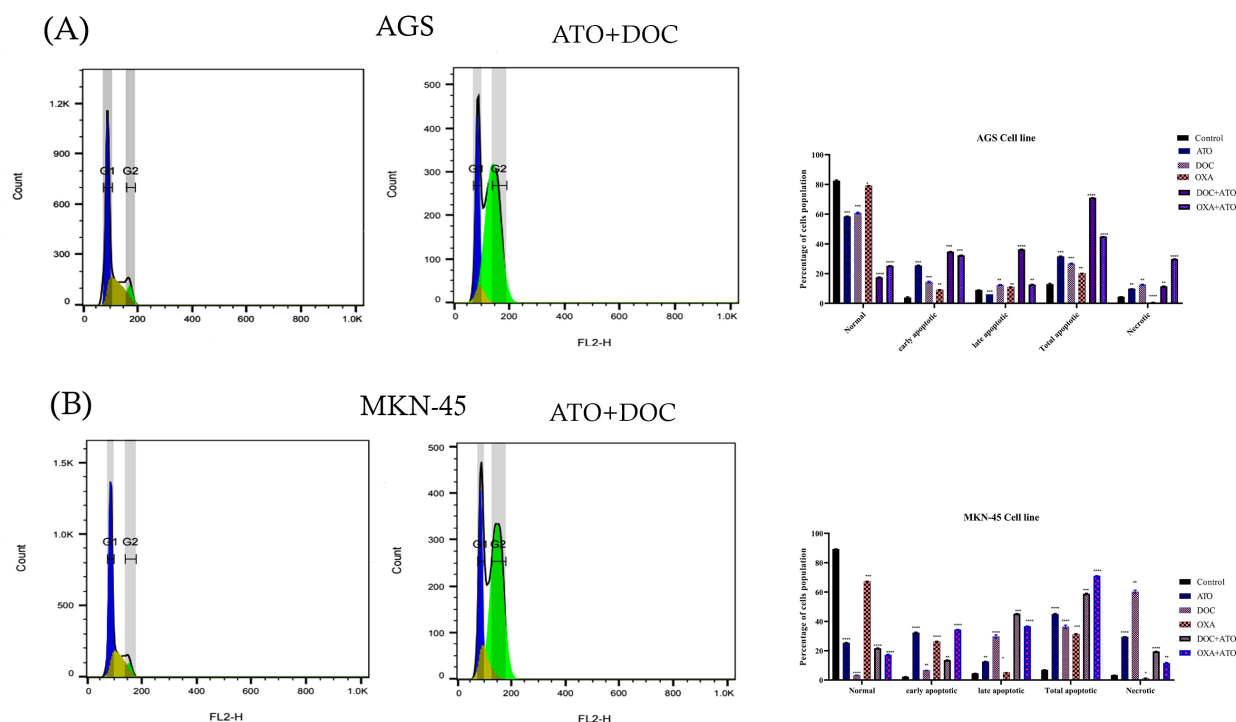 (A)
AGS
ATO+DOC
1.2K
900
600
300
0
Count
G1
G2
0
200
400
600
800
1.0K
500
400
300
200
100
0
Count
G1
G2
0
200
400
600
800
1.0K
FL2-H
AGS Cell line
Percentage of cells population
100
80
60
40
20
0
*** *** *
**** ****
*** *** ** *** ***
*** ** ** **** **
*** *** ** **** ****
** ** **** ** ****
Normal
early apoptotic
late apoptotic
Total apoptotic
Necrotic
Control
ATO
DOC
OXA
DOC+ATO
OXA+ATO
(B)
MKN-45
ATO+DOC
1.5K
1.0K
500
0
Count
G1
G2
0
200
400
600
800
1.0K
FL2-H
500
400
300
200
100
0
Count
G1
G2
0
200
400
600
800
1.0K
FL2-H
MKN-45 Cell line
Percentage of cells population
100
80
60
40
20
0
**** **** *** **** ****
**** ** **** ** ****
** **** * *** ****
**** **** *** *** ****
**** ** * **** **
Normal
early apoptotic
late apoptotic
Total apoptotic
Necrotic
Control
ATO
DOC
OXA
DOC+ATO
OXA+ATO